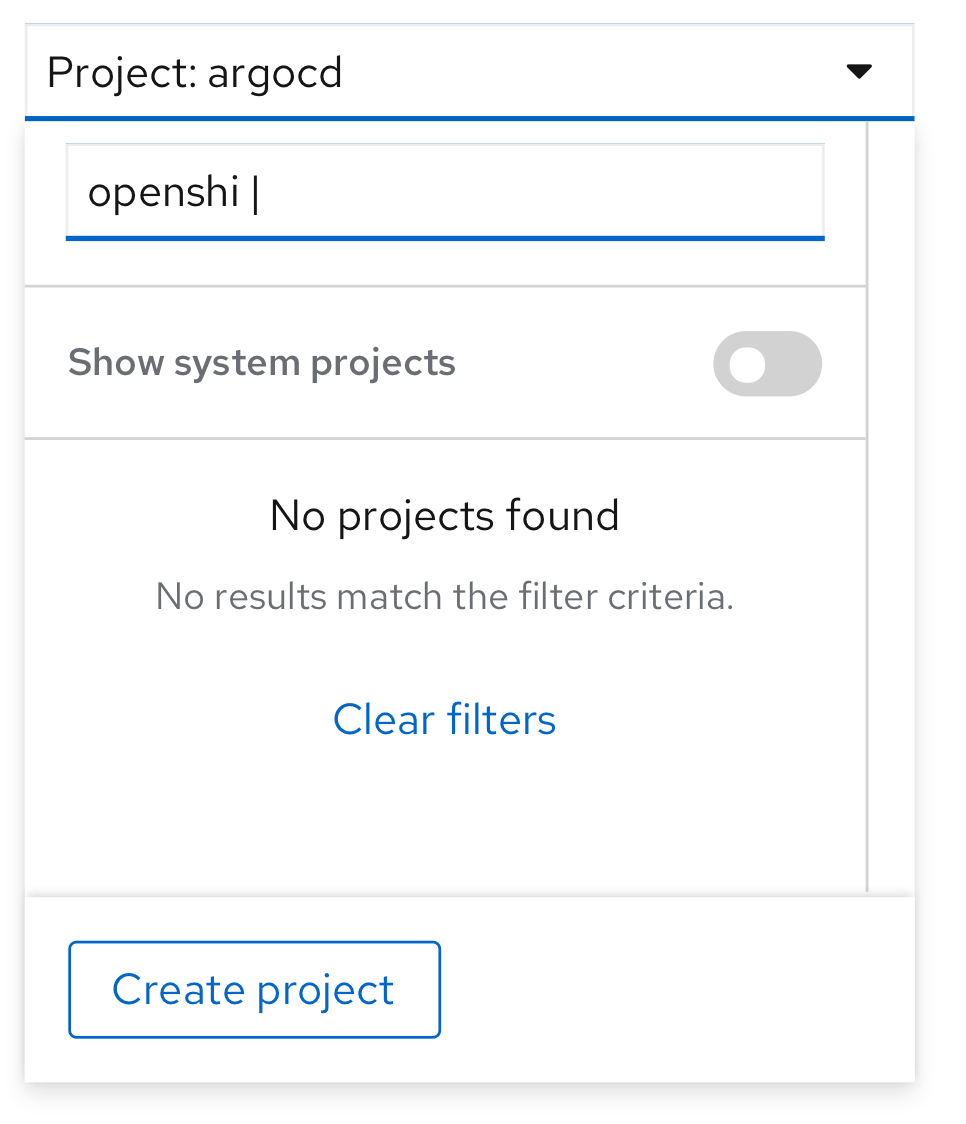 Project: argocd
openshi |
Show system projects
No projects found
No results match the filter criteria.
Clear filters
Create project